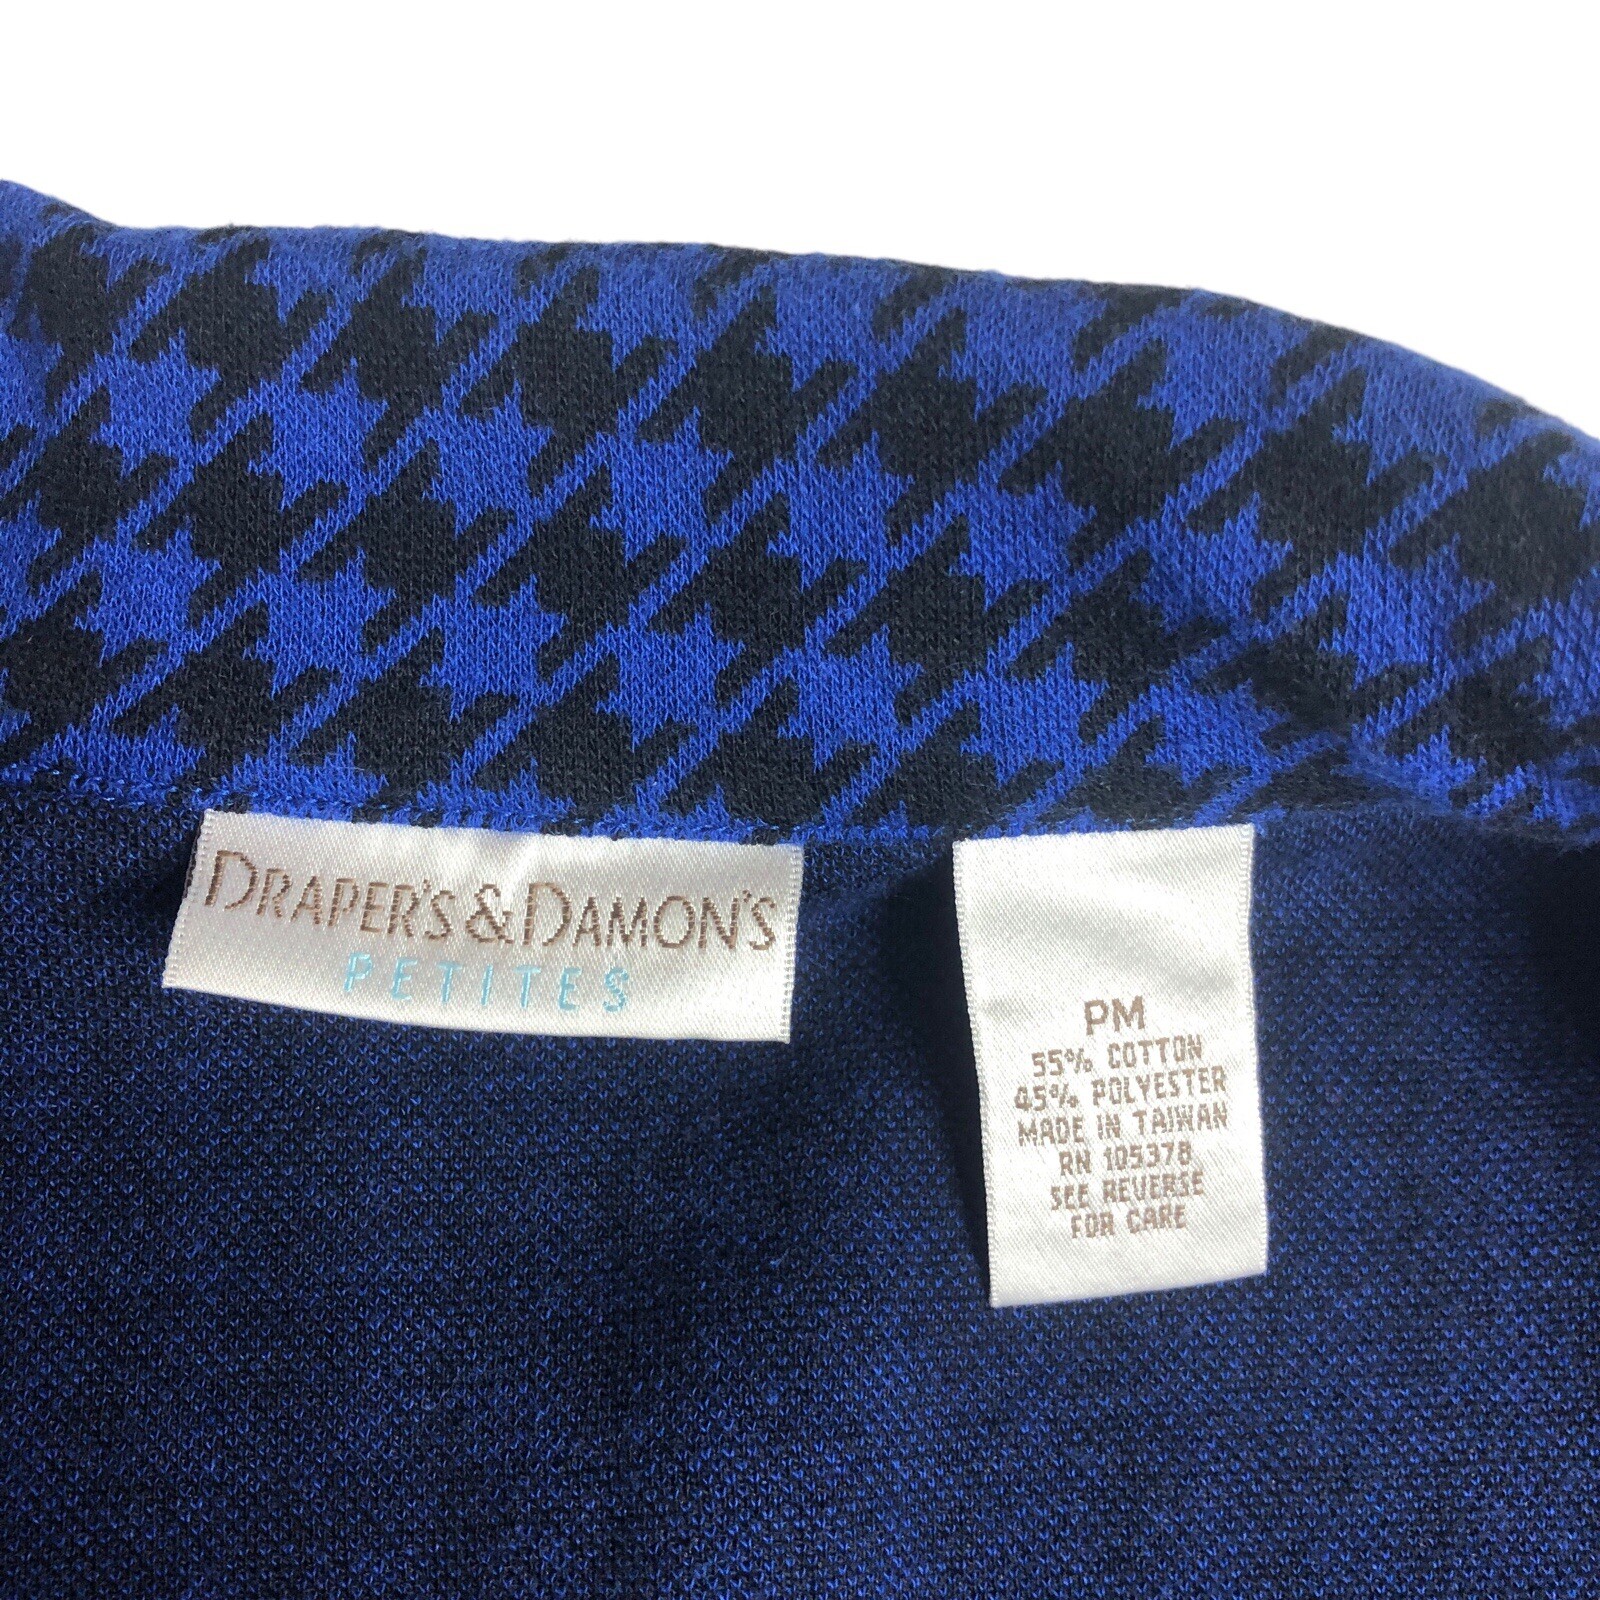 DRAPER'S & DAMON'S
PETITES
PM
55% COTTON
45% POLYESTER
MADE IN TAIWAN
RN 105378
SEE REVERSE
FOR CARE